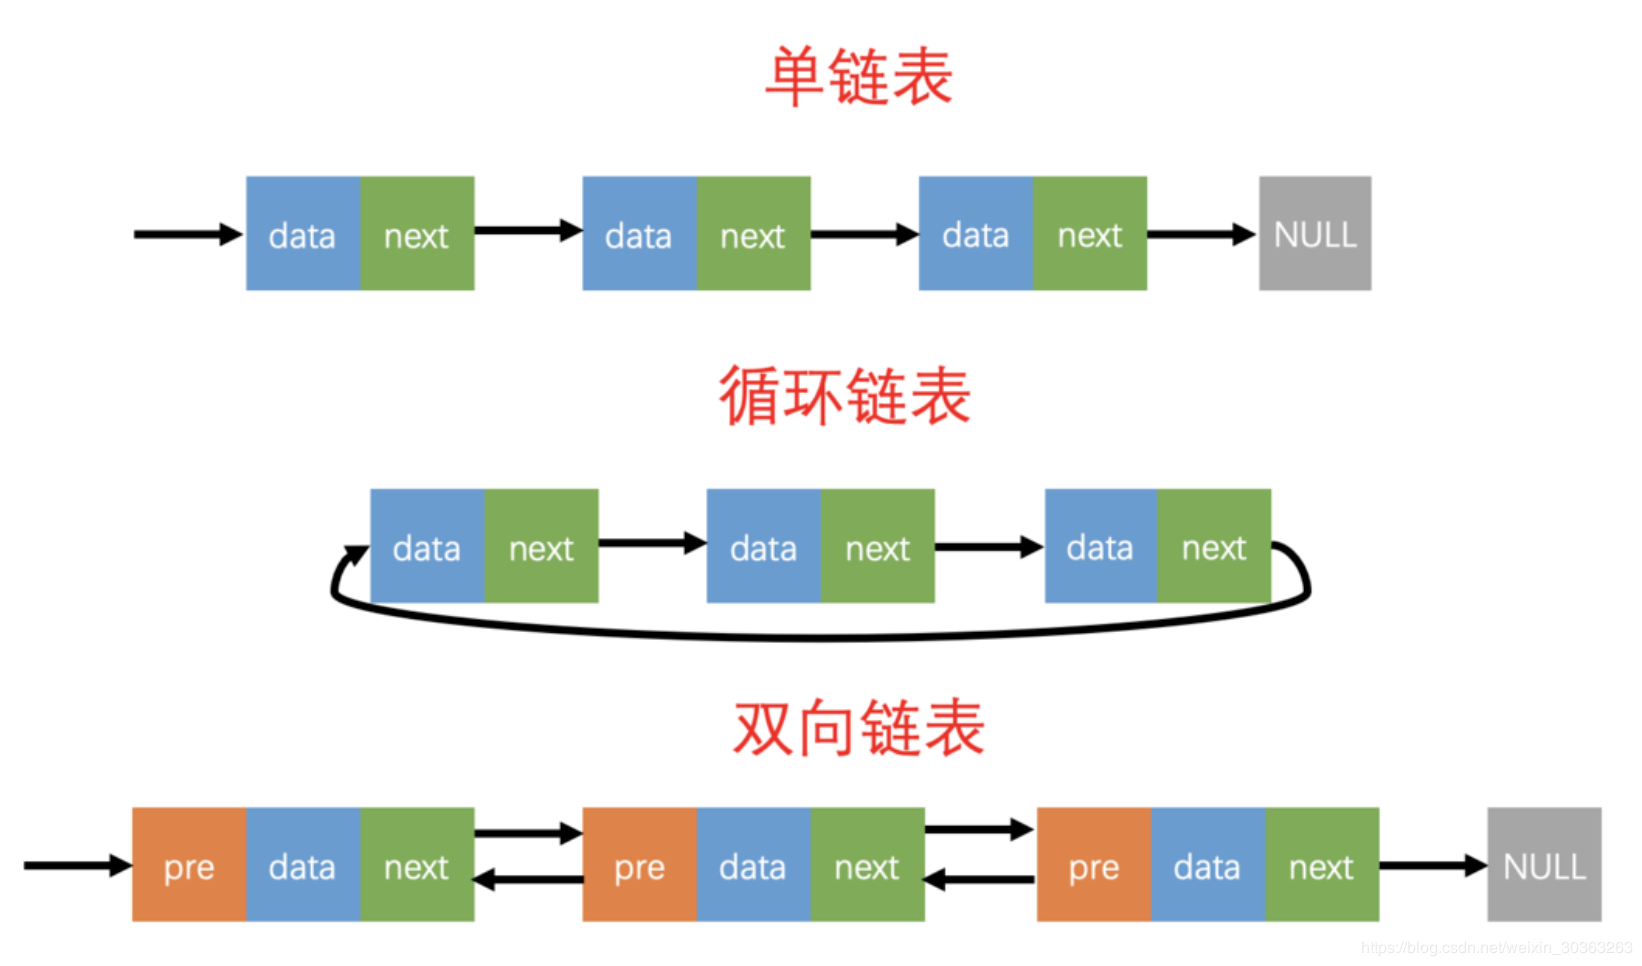 单链表
data next data next data next NULL
循环链表
data next data next data next
双向链表
pre data next pre data next pre data next NULL
https://blog.csdn.net/weixin_30363263